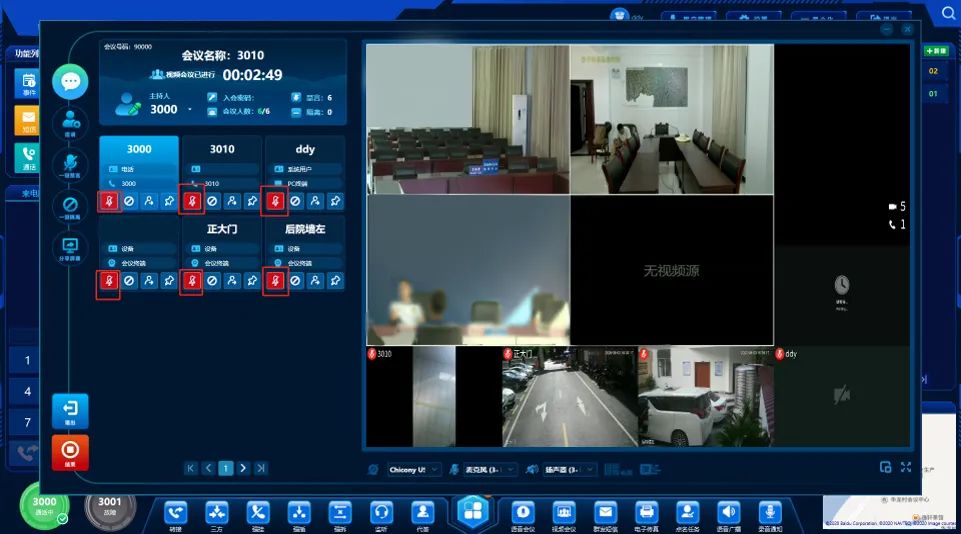 ddy
功能列
新建
会议号码：90000
会议名称：3010
视频会议已进行 00:02:49
主持人
3000
入会密码：
禁言：6
会议人数：6/6
隔离：0
事件
短信
通话
邀请
一键禁言
一键隔离
分享屏幕
02
01
3000
3010
ddy
电话
系统用户
3000
3010
PC终端
正大门
后院墙左
设备
设备
设备
会议终端
会议终端
会议终端
5
1
无视频源
3010
正大门
ddy
1
4
7
退出
结束
1
Chicony US
麦克风 (3-
扬声器 (3-
3000
通话中
3001
故障
转接
三方
强插
强拆
监听
代答
语音会议
视频会议
群发短信
电子传真
点名任务
语音广播
录音通知
©2020 Baidu Corporation, ©2020 NAVTEQ, ©2020 Image courte